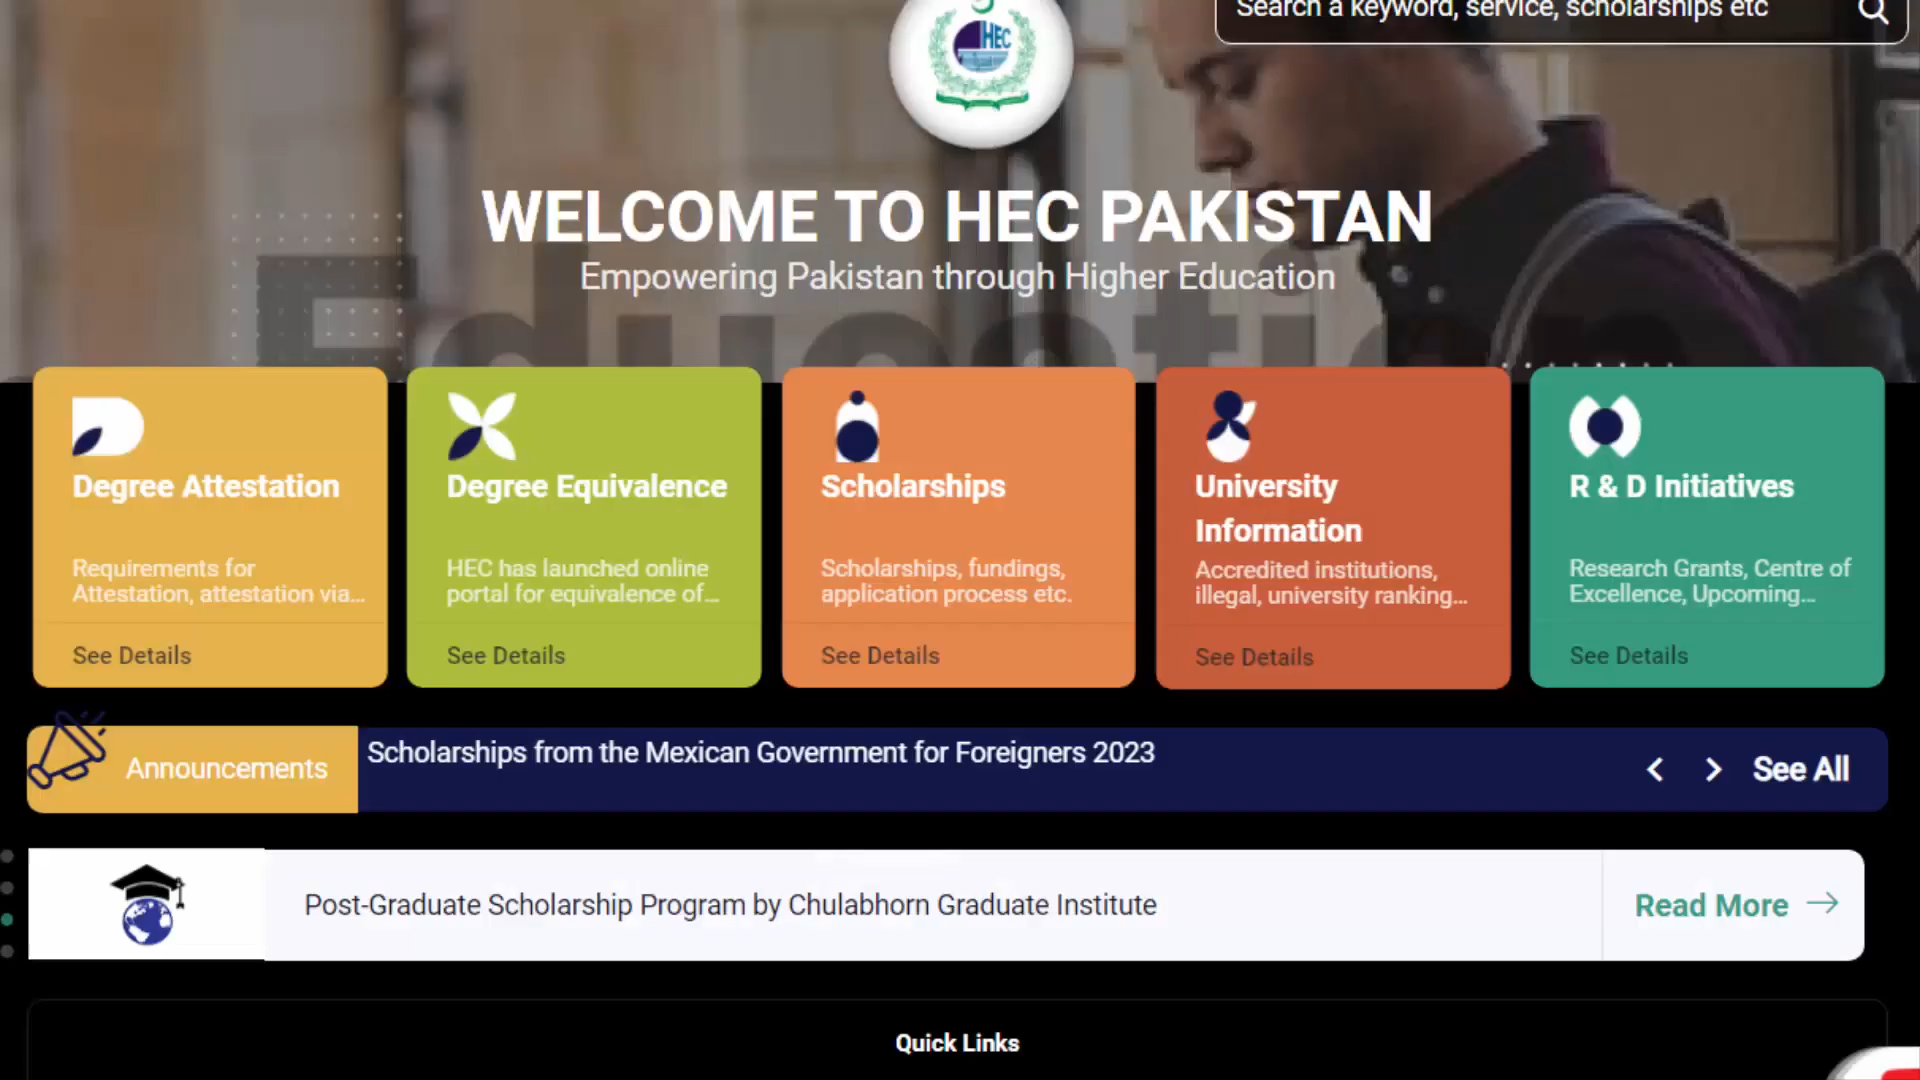 Search a keyword, service, scholarships etc
HEC
WELCOME TO HEC PAKISTAN
Empowering Pakistan through Higher Education
Education
Degree Attestation
Requirements for
Attestation, attestation via...
See Details
Degree Equivalence
HEC has launched online
portal for equivalence of...
See Details
Scholarships
Scholarships, fundings,
application process etc.
See Details
University
Information
Accredited institutions,
illegal, university ranking...
See Details
R & D Initiatives
Research Grants, Centre of
Excellence, Upcoming...
See Details
Announcements
Scholarships from the Mexican Government for Foreigners 2023
See All
Post-Graduate Scholarship Program by Chulabhorn Graduate Institute
Read More
Quick Links